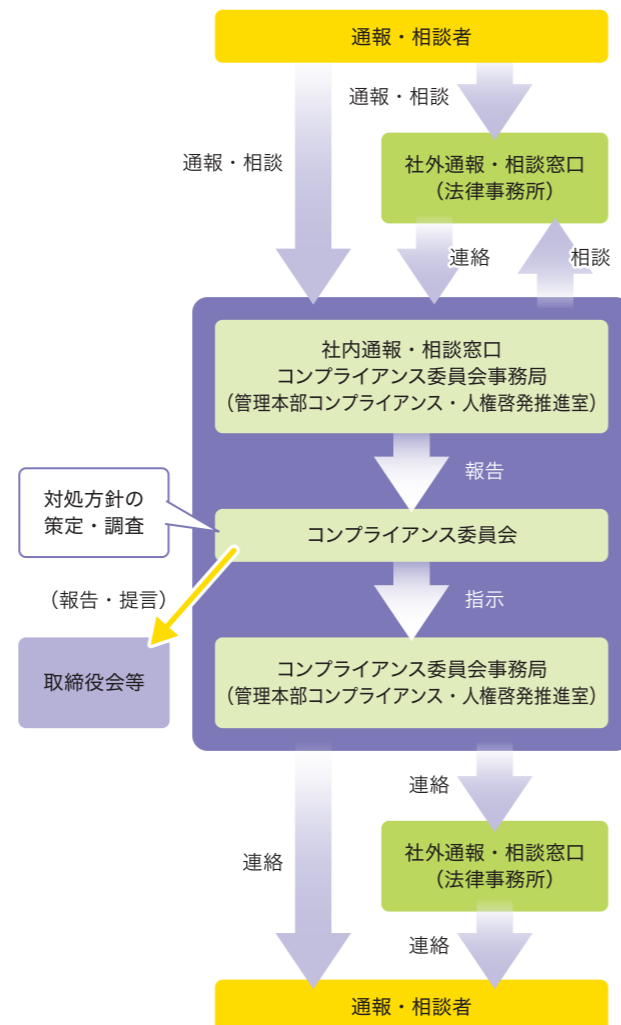 通報・相談者
通報・相談
通報・相談
社外通報・相談窓口
（法律事務所）
連絡
相談
社内通報・相談窓口
コンプライアンス委員会事務局
（管理本部コンプライアンス・人権啓発推進室）
報告
対処方針の
策定・調査
コンプライアンス委員会
（報告・提言）
指示
取締役会等
コンプライアンス委員会事務局
（管理本部コンプライアンス・人権啓発推進室）
連絡
社外通報・相談窓口
（法律事務所）
連絡
連絡
通報・相談者